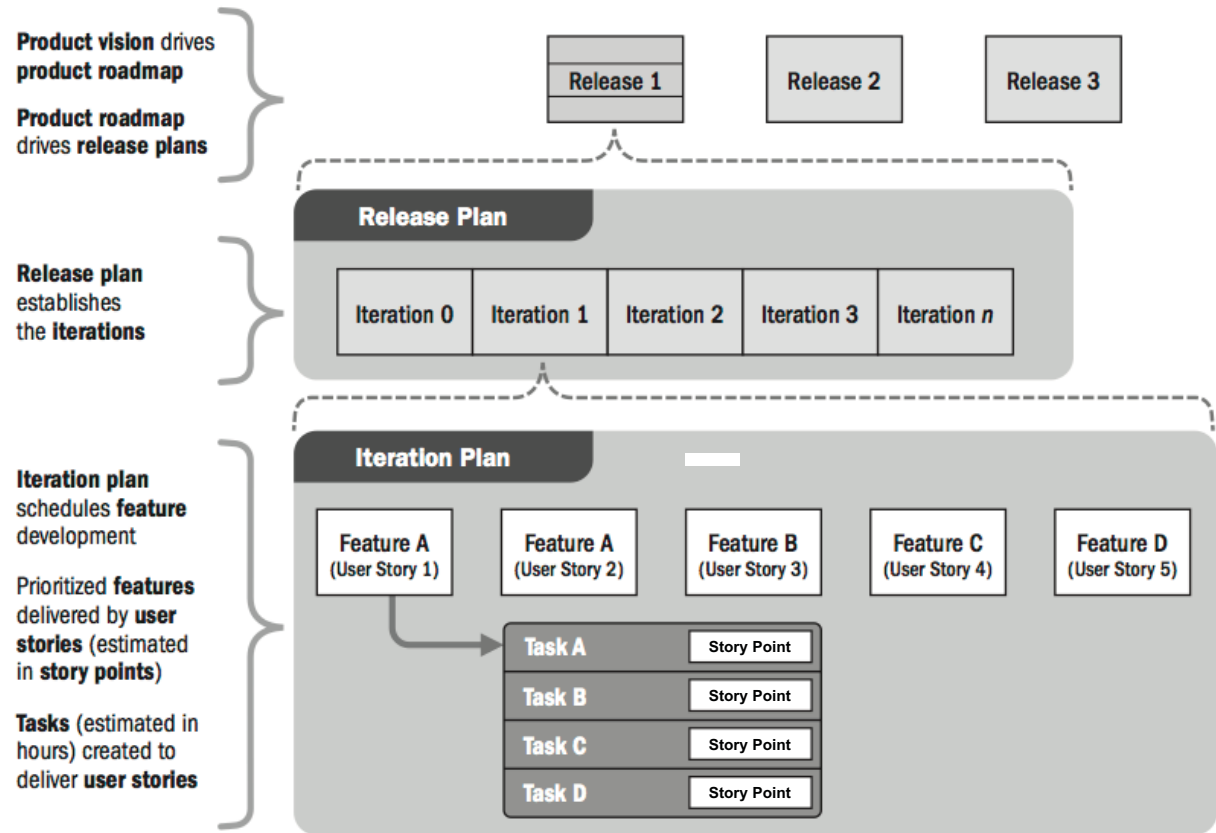 Product vision drives
product roadmap
Product roadmap
drives release plans
Release 1
Release 2
Release 3
Release Plan
Release plan
establishes
the iterations
Iteration 0
Iteration 1
Iteration 2
Iteration 3
Iteration n
Iteration Plan
Iteration plan
schedules feature
development
Prioritized features
delivered by user
stories (estimated
in story points)
Tasks (estimated in
hours) created to
deliver user stories
Feature A
(User Story 1)
Feature A
(User Story 2)
Feature B
(User Story 3)
Feature C
(User Story 4)
Feature D
(User Story 5)
Task A
Story Point
Task B
Story Point
Task C
Story Point
Task D
Story Point